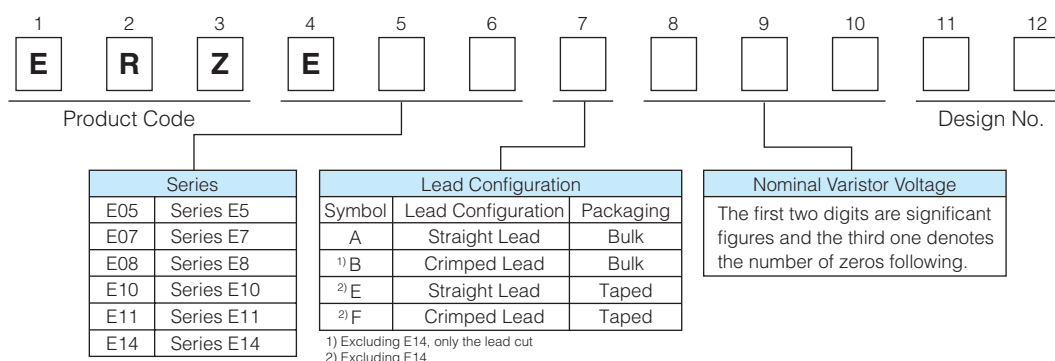 1 2 3 4 5 6 7 8 9 10 11 12
E R Z E
Product Code
Design No.
Series
E05 Series E5
E07 Series E7
E08 Series E8
E10 Series E10
E11 Series E11
E14 Series E14
Lead Configuration
Symbol Lead Configuration Packaging
A Straight Lead Bulk
1) B Crimped Lead Bulk
2) E Straight Lead Taped
2) F Crimped Lead Taped
1) Excluding E14, only the lead cut
2) Excluding E14
Nominal Varistor Voltage
The first two digits are significant
figures and the third one denotes
the number of zeros following.